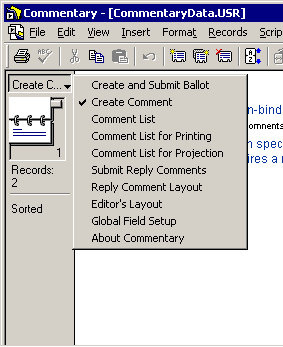 Commentary - [CommentaryData.USR]
File Edit View Insert Format Records Scrip
Create C...
Create and Submit Ballot
Create Comment
Comment List
Comment List for Printing
Comment List for Projection
Submit Reply Comments
Reply Comment Layout
Editor's Layout
Global Field Setup
About Commentary
n-bind
omments
n spec
ires a r
1
Records:
2
Sorted